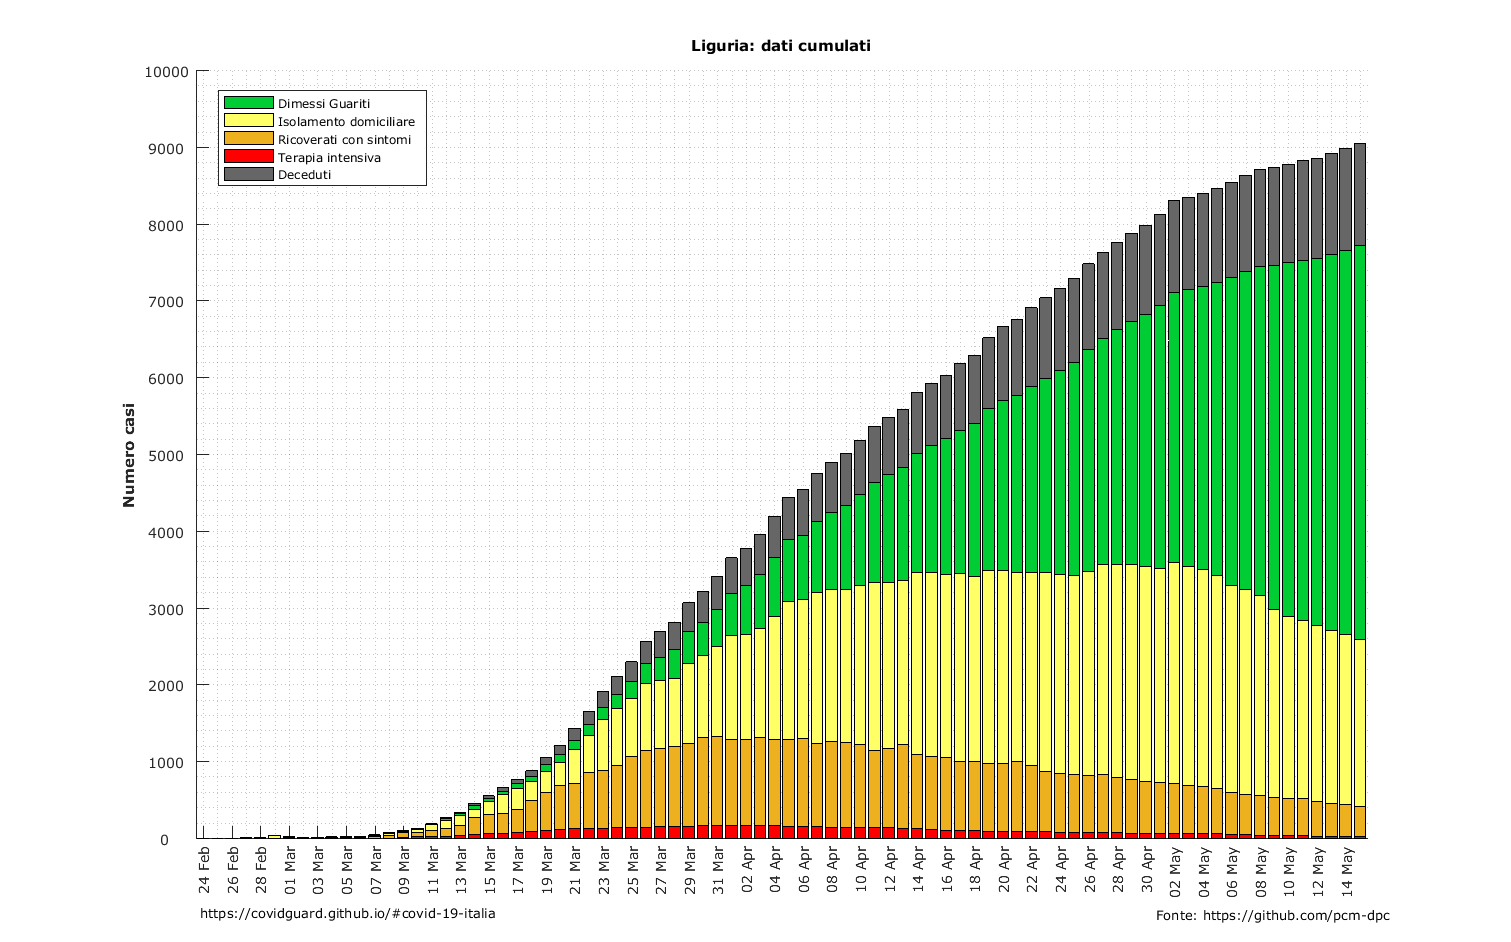 Liguria: dati cumulati
10000
9000
8000
7000
6000
5000
4000
3000
2000
1000
0
Numero casi
Dimessi Guariti
Isolamento domiciliare
Ricoverati con sintomi
Terapia intensiva
Deceduti
24 Feb
26 Feb
28 Feb
01 Mar
03 Mar
05 Mar
07 Mar
09 Mar
11 Mar
13 Mar
15 Mar
17 Mar
19 Mar
21 Mar
23 Mar
25 Mar
27 Mar
29 Mar
31 Mar
02 Apr
04 Apr
06 Apr
08 Apr
10 Apr
12 Apr
14 Apr
16 Apr
18 Apr
20 Apr
22 Apr
24 Apr
26 Apr
28 Apr
30 Apr
02 May
04 May
06 May
08 May
10 May
12 May
14 May
https://covidguard.github.io/#covid-19-italia
Fonte: https://github.com/pcm-dpc